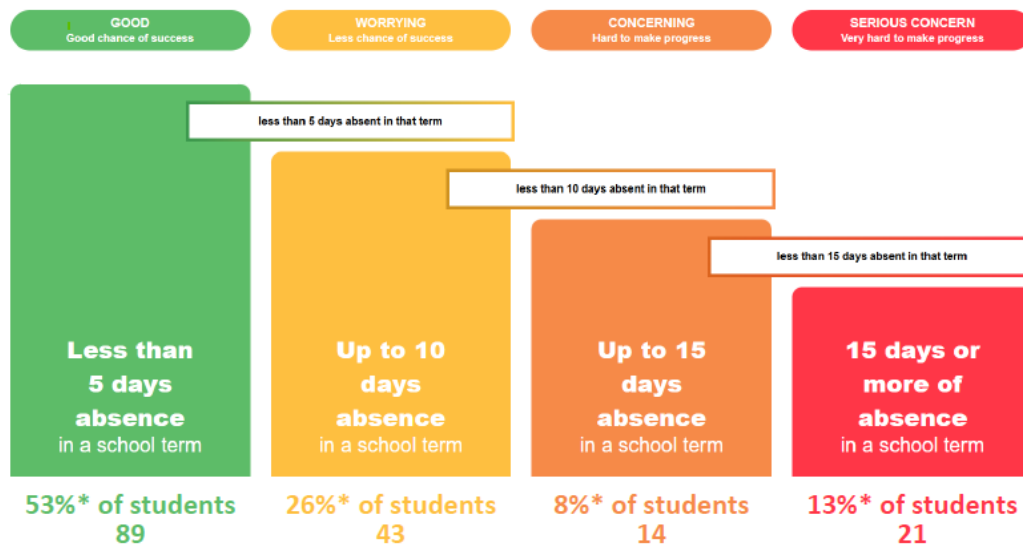 GOOD
Good chance of success
WORRYING
Less chance of success
CONCERNING
Hard to make progress
SERIOUS CONCERN
Very hard to make progress
less than 5 days absent in that term
less than 10 days absent in that term
less than 15 days absent in that term
Less than
5 days
absence
in a school term
Up to 10
days
absence
in a school term
Up to 15
days
absence
in a school term
15 days or
more of
absence
in a school term
53%* of students
89
26%* of students
43
8%* of students
14
13%* of students
21